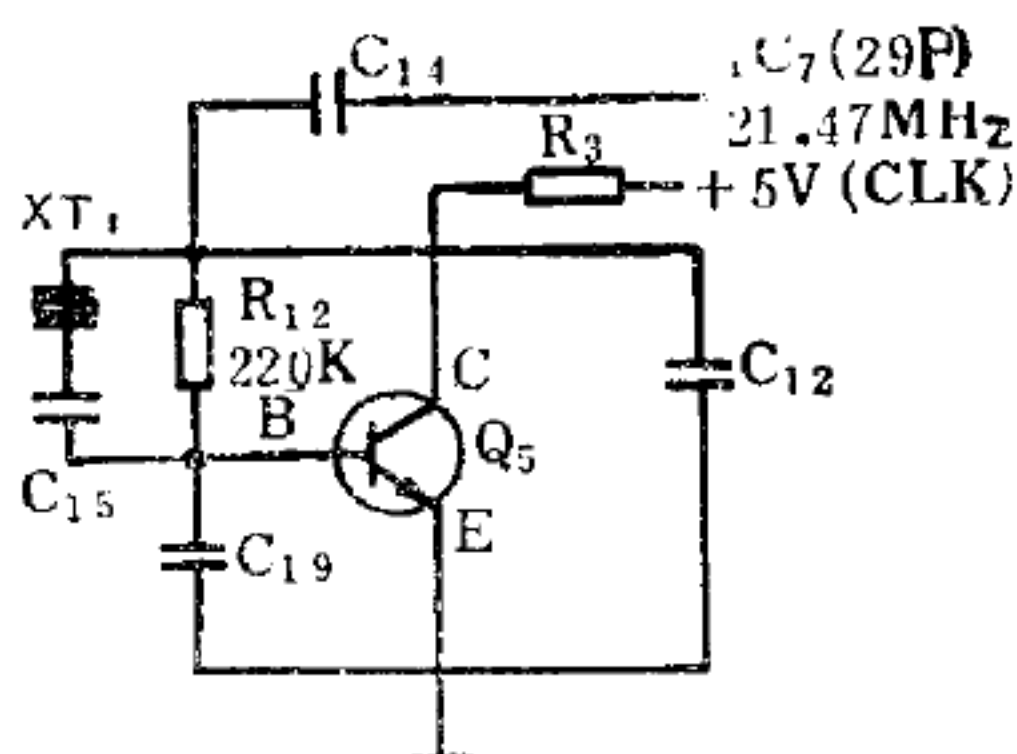 C₁₄
C₇(29P)
21.47MHz
R₃
+5V(CLK)
XT₁
R₁₂
220K
C
C₁₂
B
Q₅
C₁₅
E
C₁₉